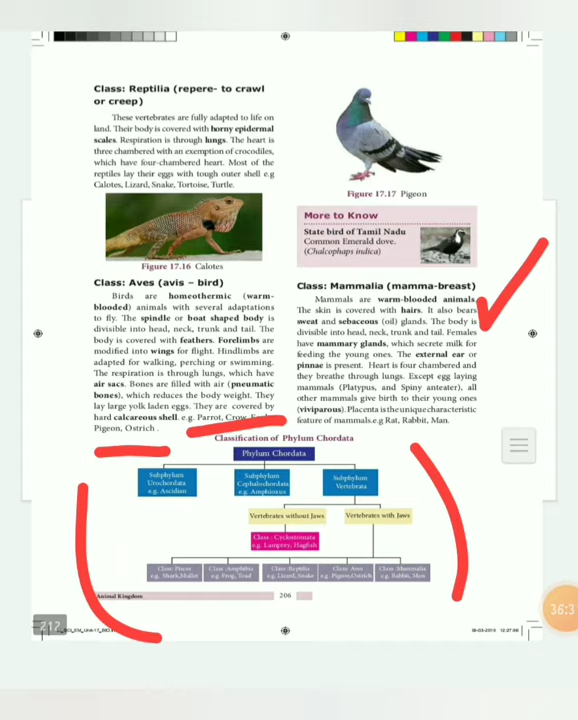 Class: Reptilia (repere- to crawl
or creep)
These vertebrates are fully adapted to life on
land. Their body is covered with horny epidermal
scales. Respiration is through lungs. The heart is
three chambered with an exemption of crocodiles,
which have four-chambered heart. Most of the
reptiles lay their eggs with tough outer shell e.g
Calotes, Lizard, Snake, Tortoise, Turtle.
Figure 17.16 Calotes
Class: Aves (avis – bird)
Birds are homeothermic (warm-
blooded) animals with several adaptations
to fly. The spindle or boat shaped body is
divisible into head, neck, trunk and tail. The
body is covered with feathers. Forelimbs are
modified into wings for flight. Hindlimbs are
adapted for walking, perching or swimming.
The respiration is through lungs, which have
air sacs. Bones are filled with air (pneumatic
bones), which reduces the body weight. They
lay large yolk laden eggs. They are covered by
hard calcareous shell. e.g. Parrot, Crow,
Pigeon, Ostrich .
Figure 17.17 Pigeon
More to Know
State bird of Tamil Nadu
Common Emerald dove.
(Chalcophaps indica)
Class: Mammalia (mamma-breast)
Mammals are warm-blooded animals.
The skin is covered with hairs. It also bears
sweat and sebaceous (oil) glands. The body is
divisible into head, neck, trunk and tail. Females
have mammary glands, which secrete milk for
feeding the young ones. The external ear or
pinnae is present. Heart is four chambered and
they breathe through lungs. Except egg laying
mammals (Platypus, and Spiny anteater), all
other mammals give birth to their young ones
(viviparous). Placenta is the unique characteristic
feature of mammals.e.g Rat, Rabbit, Man.
Classification of Phylum Chordata
Phylum Chordata
Subphylum
Urochordata
e.g. Ascidian
Subphylum
Cephalochordata
e.g. Amphioxus
Subphylum
Vertebrata
Vertebrates without Jaws
Vertebrates with Jaws
Class : Cyclostomata
e.g. Lamprey, Hagfish
Class: Pisces
e.g. Shark,Mullet
Class :Amphibia
e.g. Frog, Toad
Class :Reptilia
e.g. Lizard, Snake
Class: Aves
e.g. Pigeon,Ostrich
Class :Mammalia
e.g. Rabbit, Man
Animal Kingdom
206
217
36:3